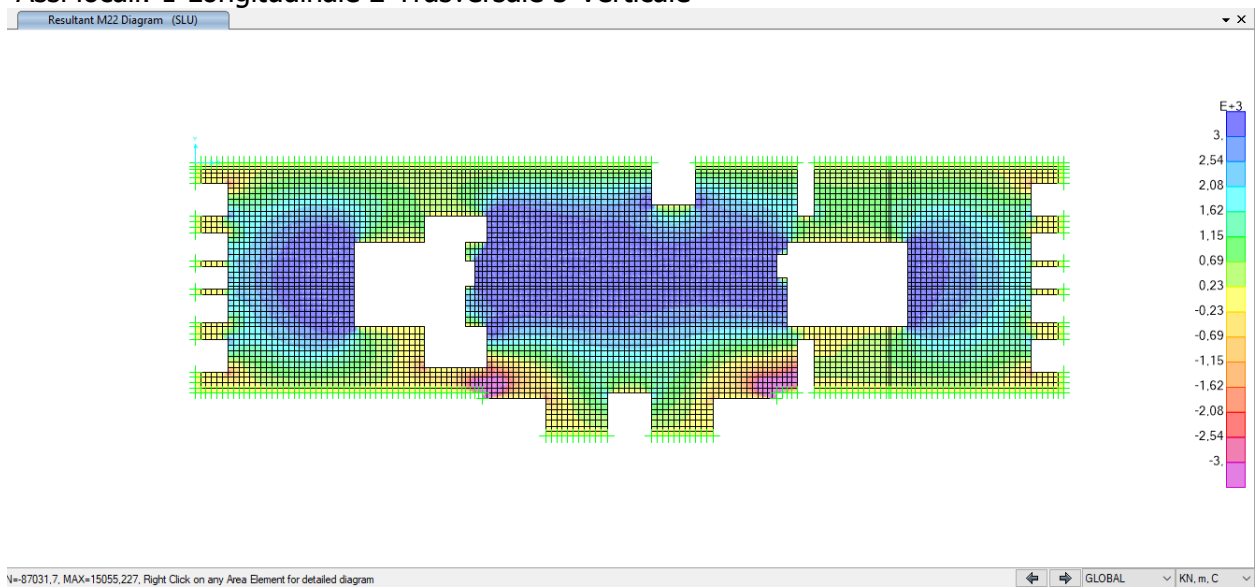 Assi locali: 1-Longitudinale 2-Trasversale 3-Verticale
Resultant M22 Diagram (SLU)
E+3
3,
2.54
2.08
1.62
1.15
0.69
0.23
-0.23
-0.69
-1.15
-1.62
-2.08
-2.54
-3,
N=-87031,7, MAX=15055,227, Right Click on any Area Element for detailed diagram
GLOBAL
KN, m, C